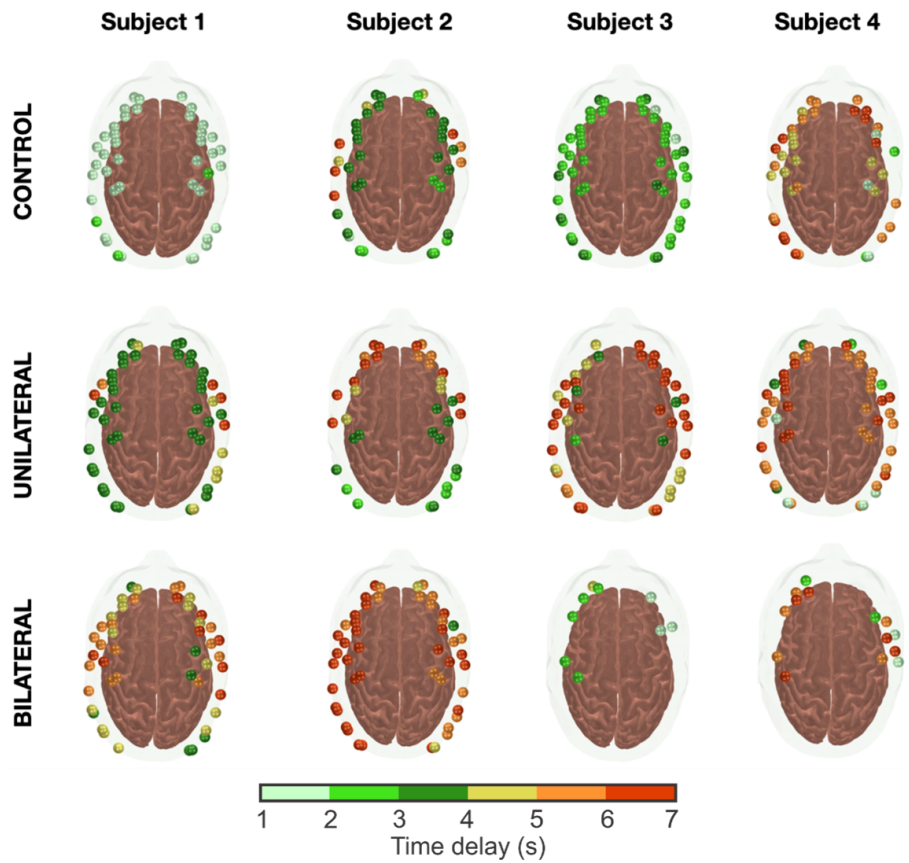 Subject 1 Subject 2 Subject 3 Subject 4
CONTROL
UNILATERAL
BILATERAL
1 2 3 4 5 6 7
Time delay (s)